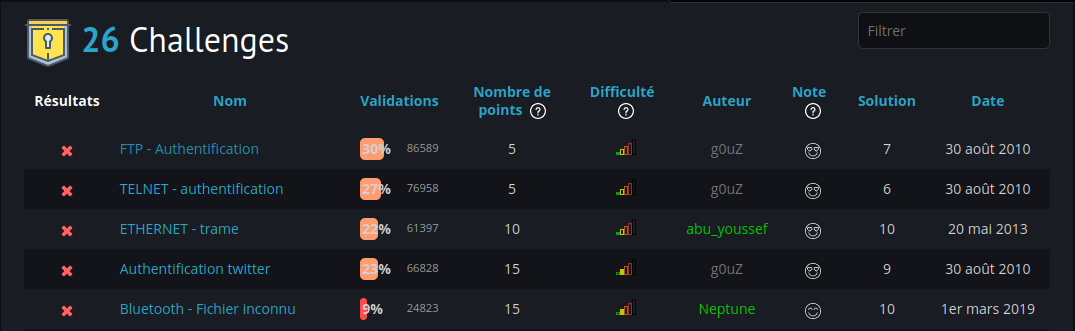 26 Challenges
Filtrer
Résultats Nom Validations Nombre de points ? Difficulté ? Auteur Note ? Solution Date
FTP - Authentification 30% 86589 5 g0uZ 7 30 août 2010
TELNET - authentification 27% 76958 5 g0uZ 6 30 août 2010
ETHERNET - trame 22% 61397 10 abu_youssef 10 20 mai 2013
Authentification twitter 23% 66828 15 g0uZ 9 30 août 2010
Bluetooth - Fichier inconnu 9% 24823 15 Neptune 10 1er mars 2019